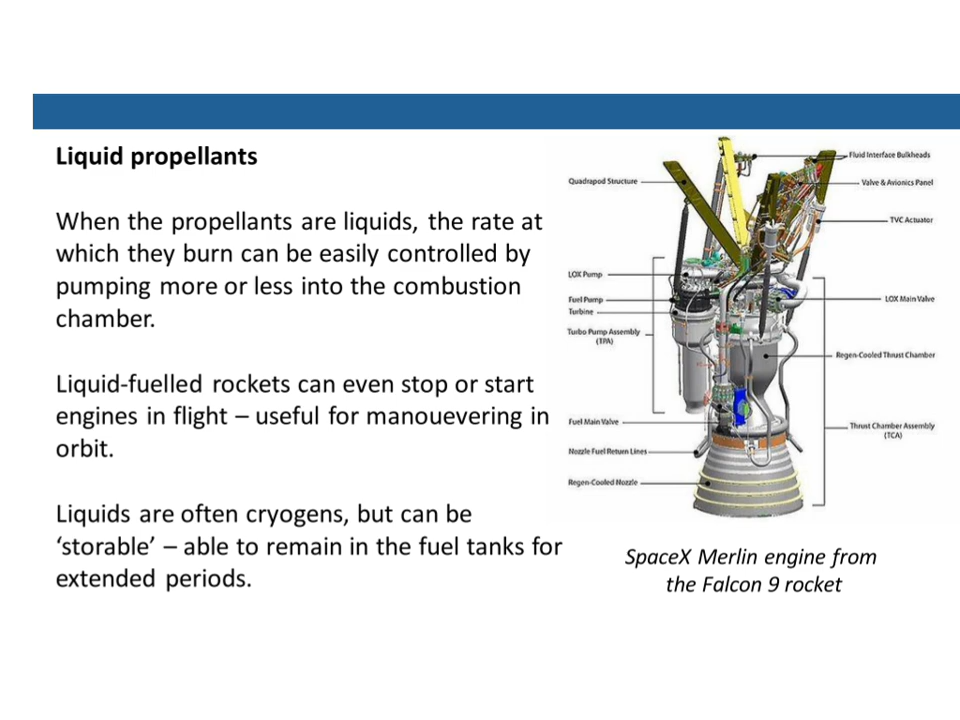 Liquid propellants
When the propellants are liquids, the rate at
which they burn can be easily controlled by
pumping more or less into the combustion
chamber.
Liquid-fuelled rockets can even stop or start
engines in flight – useful for manouevering in
orbit.
Liquids are often cryogens, but can be
‘storable’ – able to remain in the fuel tanks for
extended periods.
Fluid Interface Bulkheads
Quadrapod Structure
Valve & Avionics Panel
TVC Actuator
LOX Pump
Fuel Pump
LOX Main Valve
Turbine
Turbo Pump Assembly
(TPA)
Regen-Cooled Thrust Chamber
Fuel Main Valve
Thrust Chamber Assembly
(TCA)
Nozzle Fuel Return Lines
Regen-Cooled Nozzle
SpaceX Merlin engine from
the Falcon 9 rocket